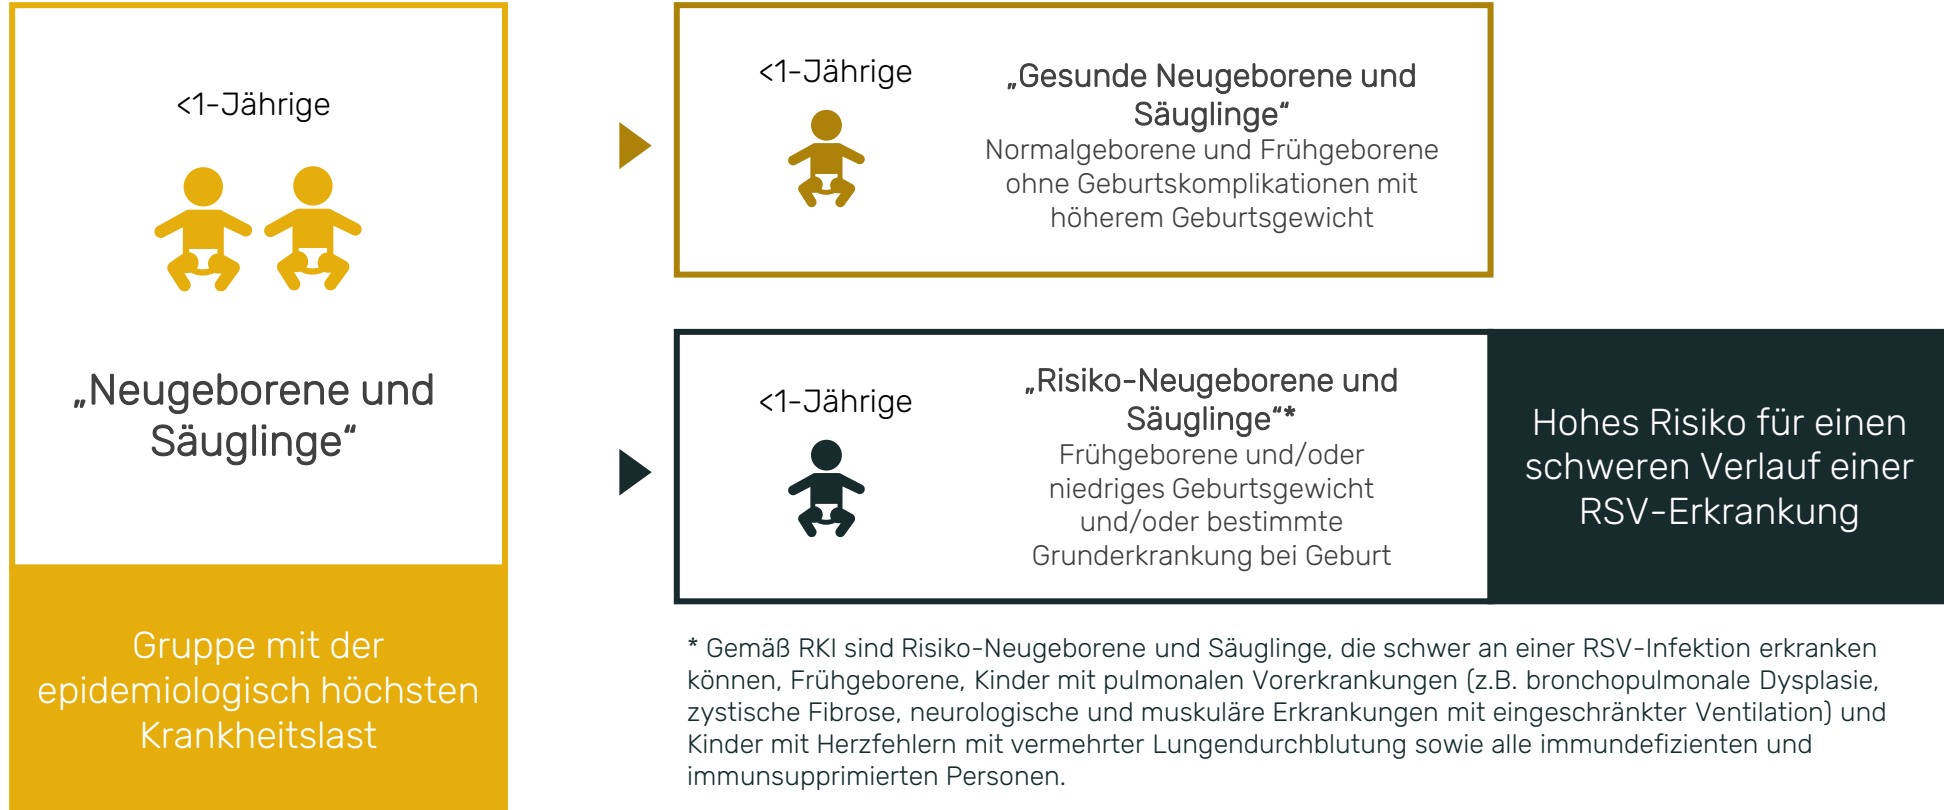 <1-Jährige
„Neugeborene und
Säuglinge“
Gruppe mit der
epidemiologisch höchsten
Krankheitslast
<1-Jährige
„Gesunde Neugeborene und
Säuglinge“
Normalgeborene und Frühgeborene
ohne Geburtskomplikationen mit
höherem Geburtsgewicht
<1-Jährige
„Risiko-Neugeborene und
Säuglinge“*
Frühgeborene und/oder
niedriges Geburtsgewicht
und/oder bestimmte
Grunderkrankung bei Geburt
Hohes Risiko für einen
schweren Verlauf einer
RSV-Erkrankung
* Gemäß RKI sind Risiko-Neugeborene und Säuglinge, die schwer an einer RSV-Infektion erkranken
können, Frühgeborene, Kinder mit pulmonalen Vorerkrankungen (z.B. bronchopulmonale Dysplasie,
zystische Fibrose, neurologische und muskuläre Erkrankungen mit eingeschränkter Ventilation) und
Kinder mit Herzfehlern mit vermehrter Lungendurchblutung sowie alle immundefizienten und
immunsupprimierten Personen.